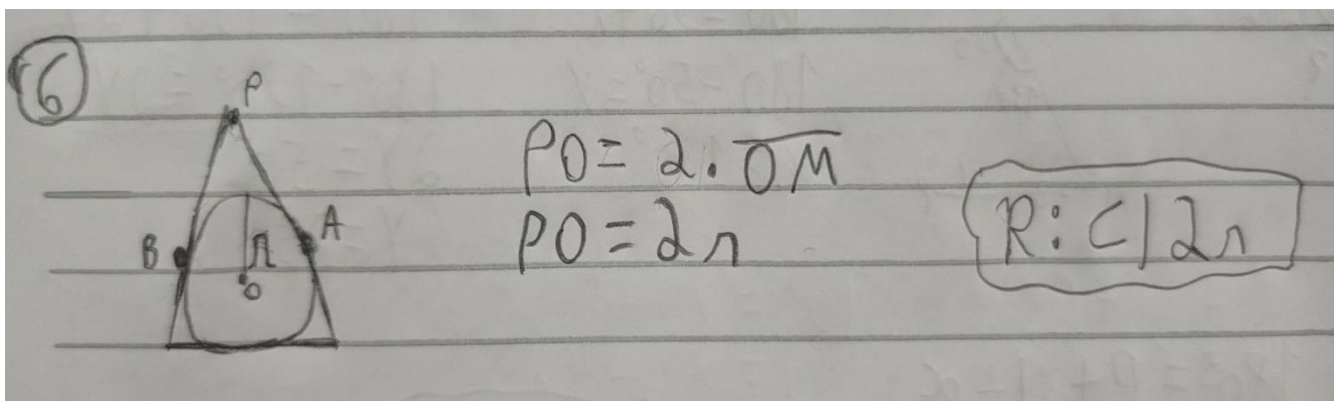 6
P
B
A
r
O
PO = 2. OM
PO = 2r
R: C) 2r